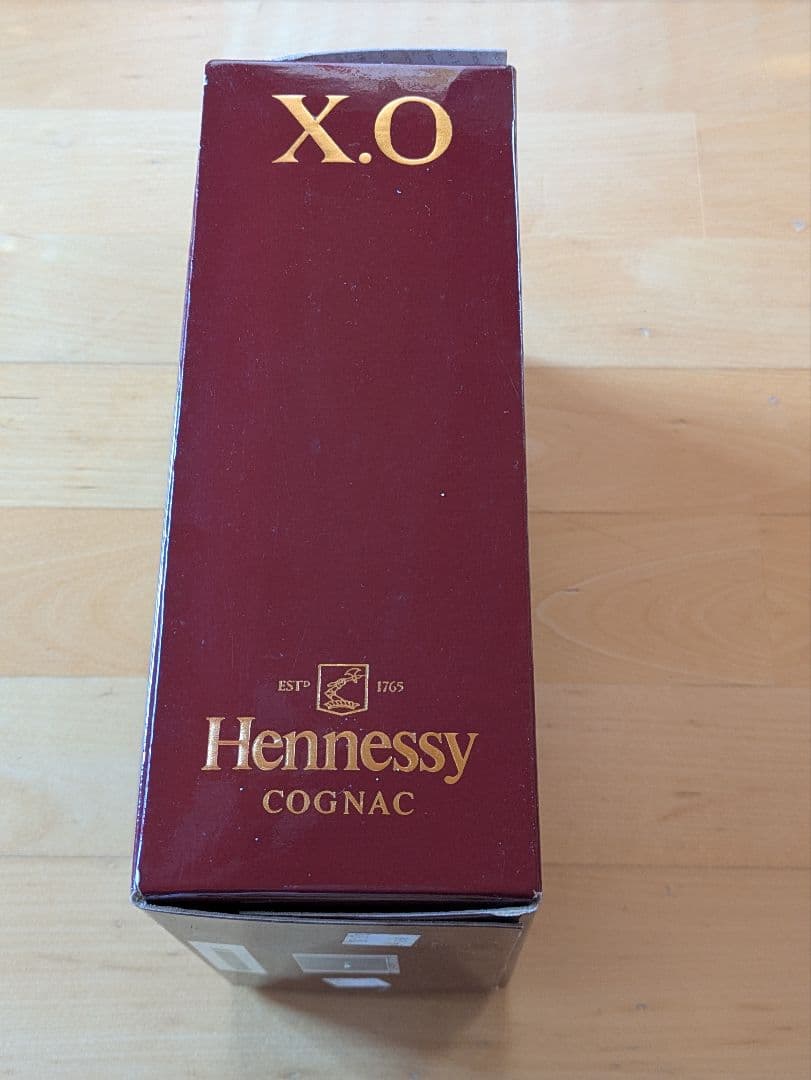 X.O
ESTD 1765
Hennessy
COGNAC